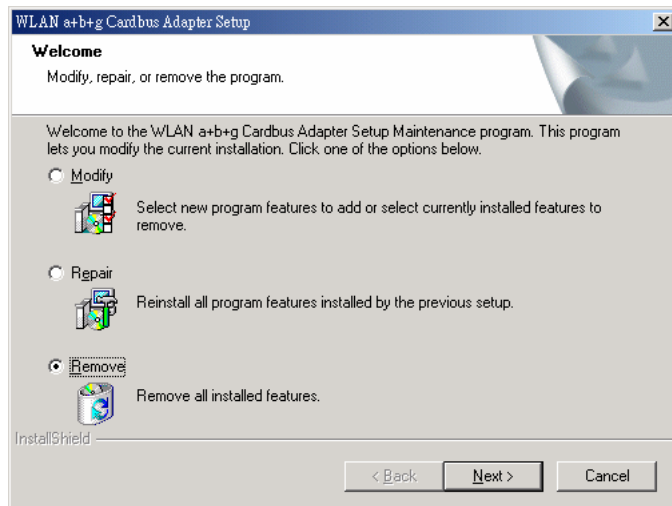 WLAN a+b+g Cardbus Adapter Setup
Welcome
Modify, repair, or remove the program.
Welcome to the WLAN a+b+g Cardbus Adapter Setup Maintenance program. This program
lets you modify the current installation. Click one of the options below.
Modify
Select new program features to add or select currently installed features to
remove.
Repair
Reinstall all program features installed by the previous setup.
Remove
Remove all installed features.
InstallShield
< Back
Next >
Cancel